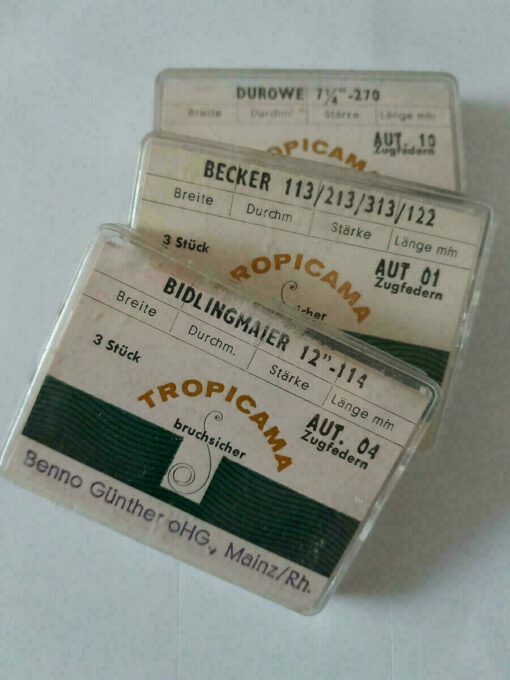 DUROWE 7¼"-270
Breite Durchm. Stärke Länge mm
AUT. 10
Zugfedern
TROPICAMA
BECKER 113/213/313/122
Breite Durchm Stärke Länge mm
3 Stück
AUT 01
Zugfedern
TROPICAMA
BIDLINGMAIER 12"-114
Breite Durchm. Stärke Länge mm
3 Stück
AUT. 04
Zugfedern
TROPICAMA
bruchsicher
Benno Günther oHG, Mainz/Rh.